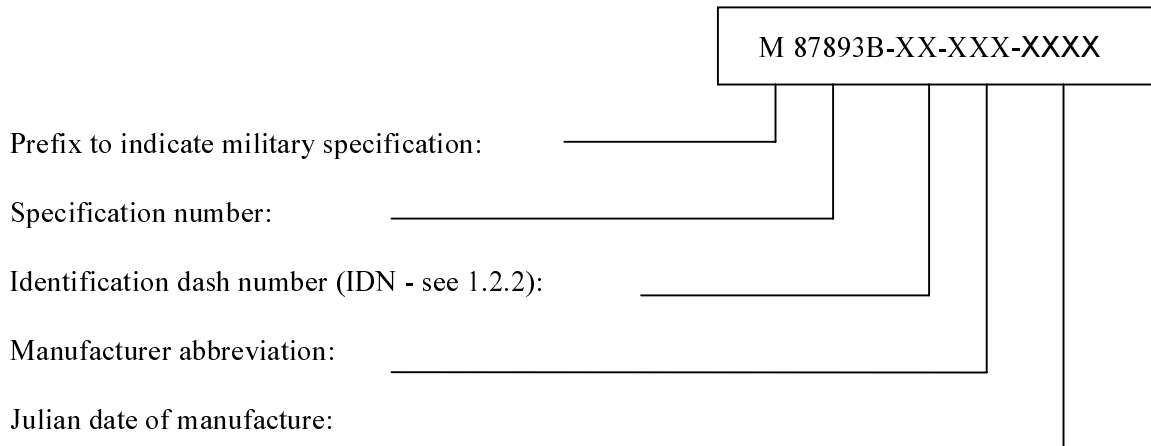 M 87893B-XX-XXX-XXXX
Prefix to indicate military specification:
Specification number:
Identification dash number (IDN - see 1.2.2):
Manufacturer abbreviation:
Julian date of manufacture: